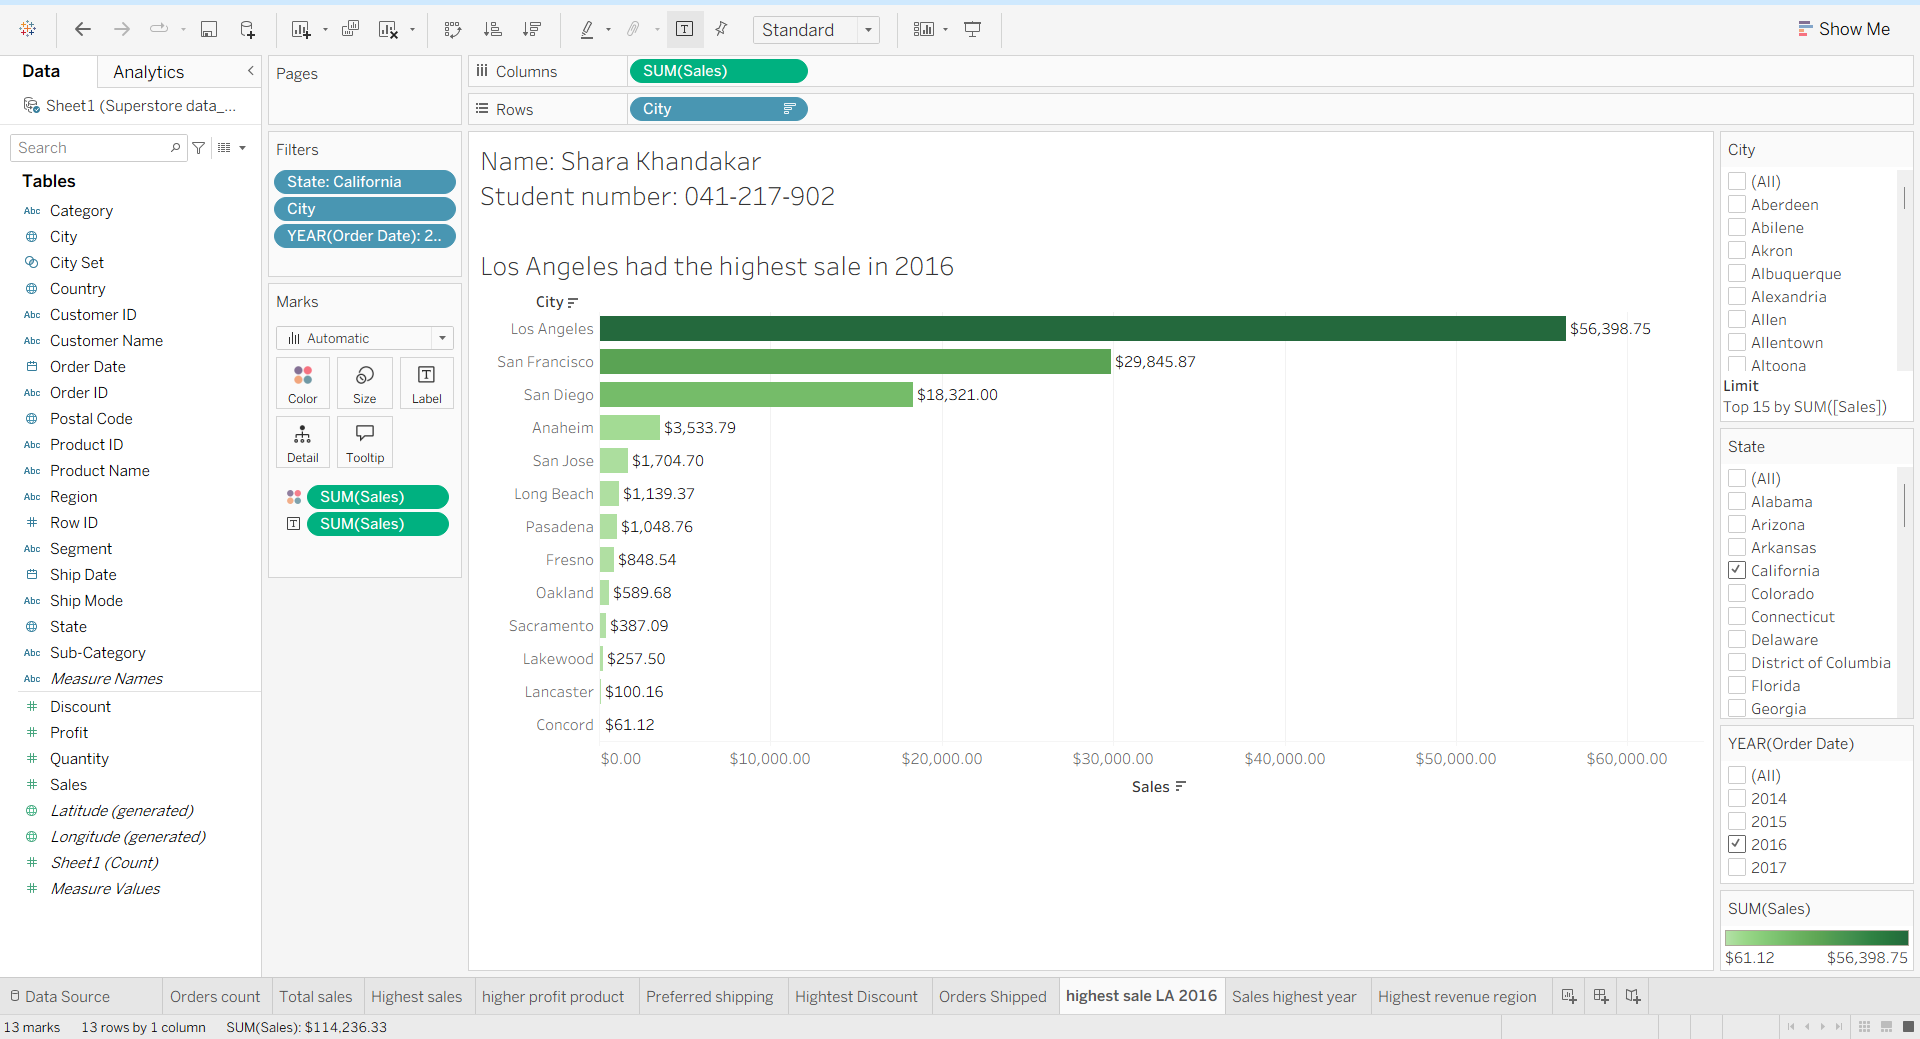 Standard
Show Me
Data
Analytics
Sheet1 (Superstore data_...
Search
Tables
Abc Category
City
City Set
Country
Abc Customer ID
Abc Customer Name
Order Date
Abc Order ID
Postal Code
Abc Product ID
Abc Product Name
Abc Region
# Row ID
Abc Segment
Ship Date
Abc Ship Mode
State
Abc Sub-Category
Abc Measure Names
# Discount
# Profit
# Quantity
# Sales
Latitude (generated)
Longitude (generated)
# Sheet1 (Count)
# Measure Values
Pages
Filters
State: California
City
YEAR(Order Date): 2..
Marks
Automatic
Color
Size
Label
Detail
Tooltip
SUM(Sales)
SUM(Sales)
Columns
SUM(Sales)
Rows
City
Name: Shara Khandakar
Student number: 041-217-902
Los Angeles had the highest sale in 2016
City
Los Angeles $56,398.75
San Francisco $29,845.87
San Diego $18,321.00
Anaheim $3,533.79
San Jose $1,704.70
Long Beach $1,139.37
Pasadena $1,048.76
Fresno $848.54
Oakland $589.68
Sacramento $387.09
Lakewood $257.50
Lancaster $100.16
Concord $61.12
$0.00 $10,000.00 $20,000.00 $30,000.00 $40,000.00 $50,000.00 $60,000.00
Sales
City
(All)
Aberdeen
Abilene
Akron
Albuquerque
Alexandria
Allen
Allentown
Altoona
Limit
Top 15 by SUM([Sales])
State
(All)
Alabama
Arizona
Arkansas
California
Colorado
Connecticut
Delaware
District of Columbia
Florida
Georgia
YEAR(Order Date)
(All)
2014
2015
2016
2017
SUM(Sales)
$61.12 $56,398.75
Data Source
Orders count
Total sales
Highest sales
higher profit product
Preferred shipping
Hightest Discount
Orders Shipped
highest sale LA 2016
Sales highest year
Highest revenue region
13 marks
13 rows by 1 column
SUM(Sales): $114,236.33